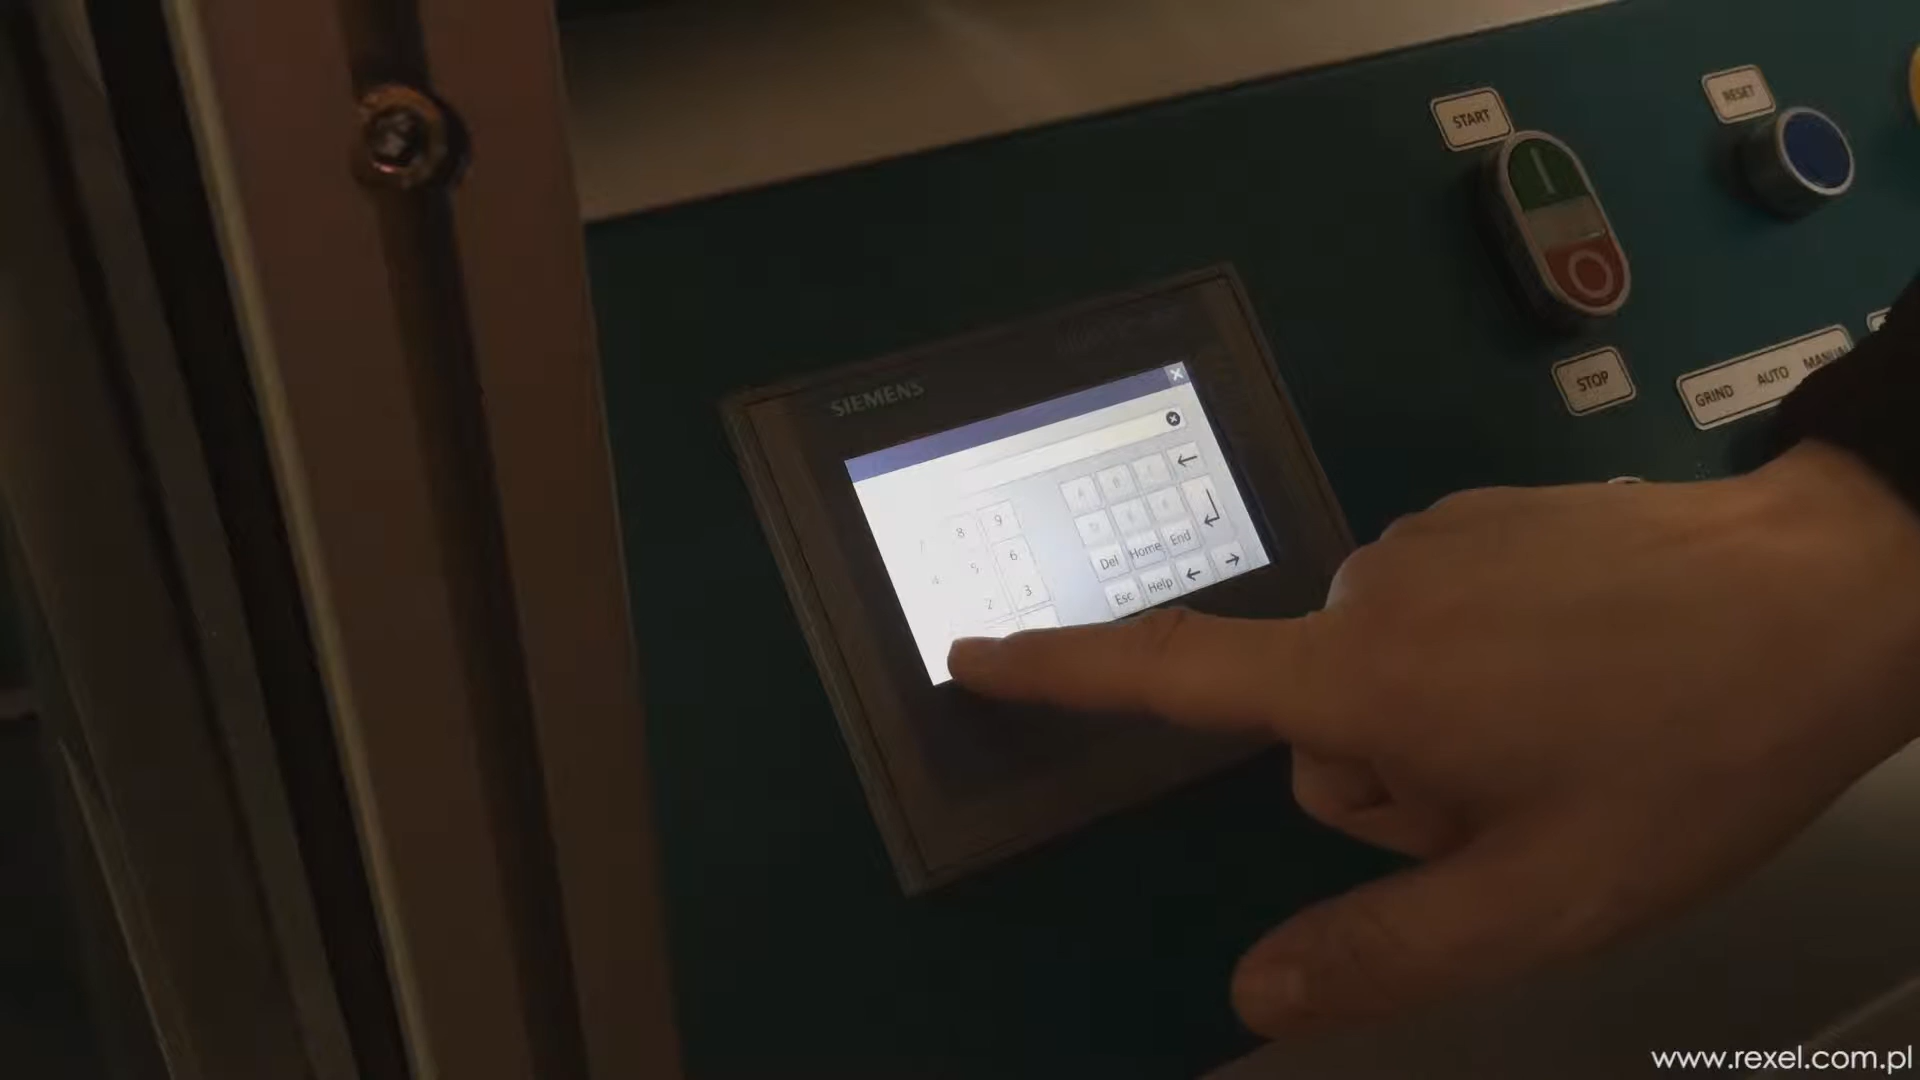 START
RESET
STOP
GRIND AUTO MANUAL
SIEMENS
8 9
4 5 6
2 3
Del Home End
Esc Help
www.rexel.com.pl